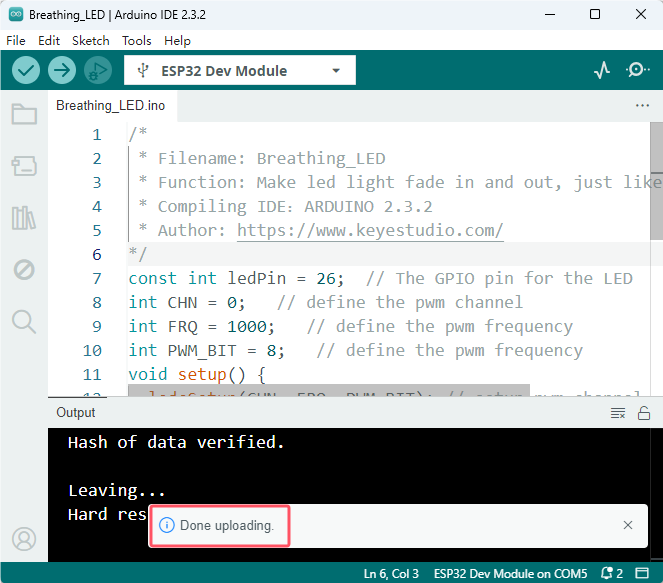 Breathing_LED | Arduino IDE 2.3.2
File Edit Sketch Tools Help
ESP32 Dev Module
Breathing_LED.ino
1 /*
2 * Filename: Breathing_LED
3 * Function: Make led light fade in and out, just like
4 * Compiling IDE: ARDUINO 2.3.2
5 * Author: https://www.keyestudio.com/
6 */
7 const int ledPin = 26; // The GPIO pin for the LED
8 int CHN = 0; // define the pwm channel
9 int FRQ = 1000; // define the pwm frequency
10 int PWM_BIT = 8; // define the pwm frequency
11 void setup() {
Output
Hash of data verified.
Leaving...
Hard res
Done uploading.
Ln 6, Col 3 ESP32 Dev Module on COM5 2